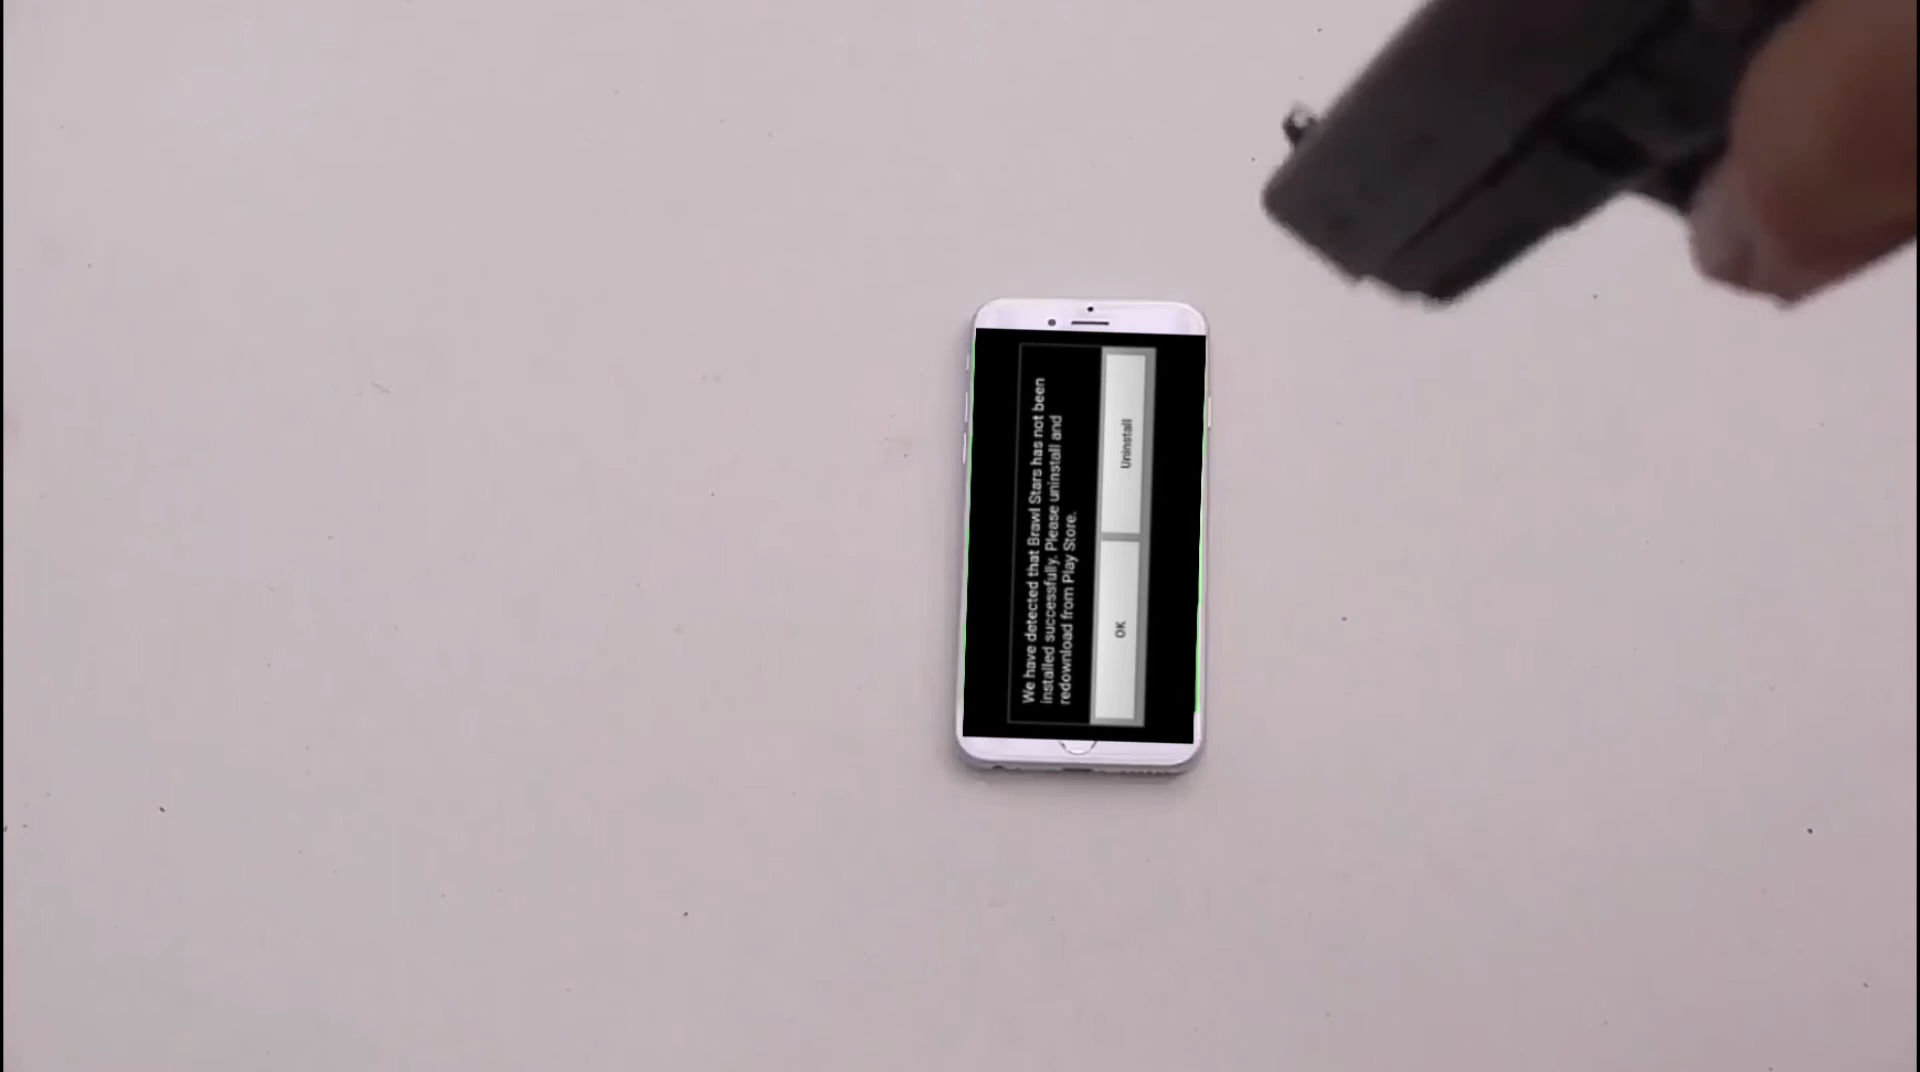 We have detected that Brawl Stars has not been
installed successfully. Please uninstall and
redownload from Play Store.
OK
Uninstall